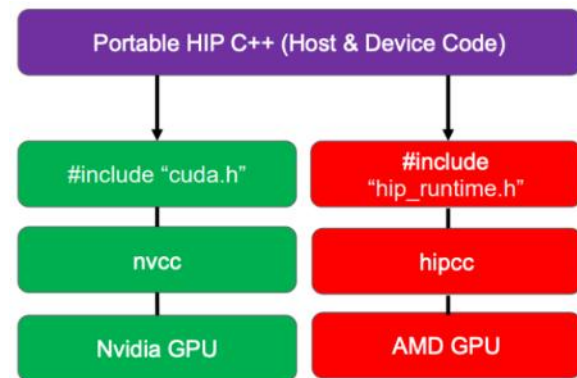 Portable HIP C++ (Host & Device Code)
#include “cuda.h”
#include
“hip_runtime.h”
nvcc
hipcc
Nvidia GPU
AMD GPU